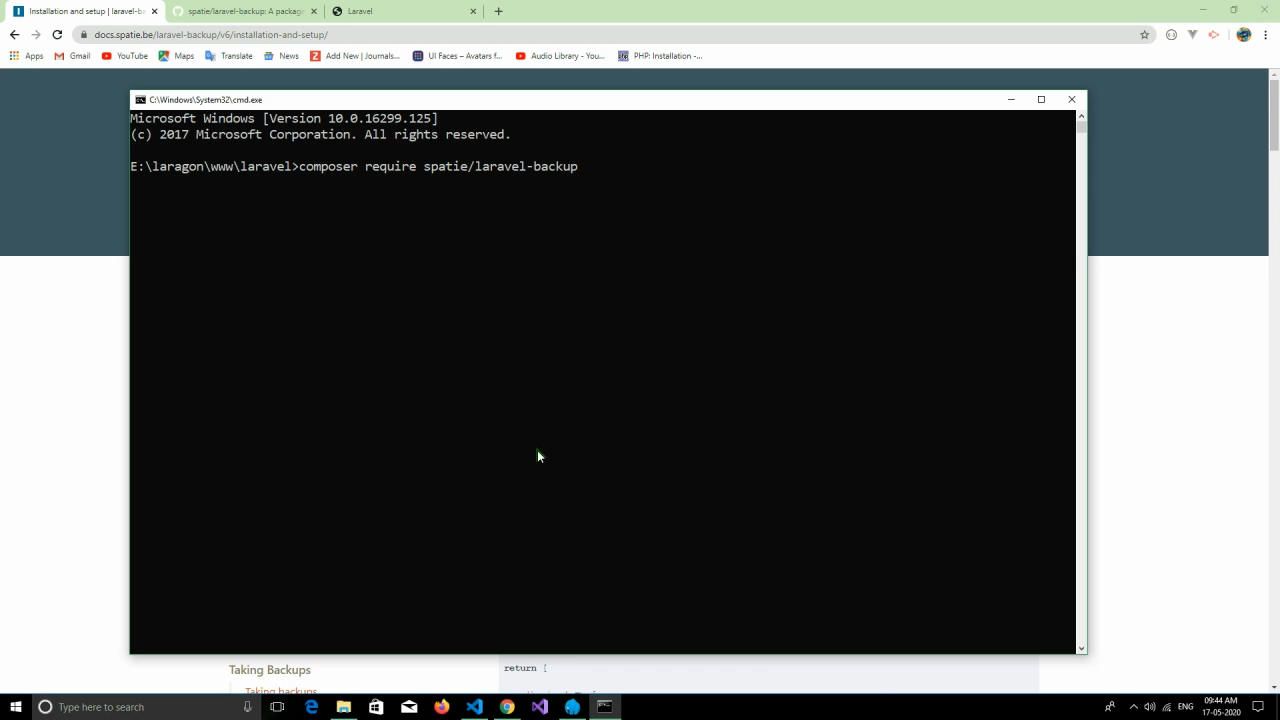 Installation and setup | laravel-ba
spatie/laravel-backup: A package
Laravel
docs.spatie.be/laravel-backup/v6/installation-and-setup/
Apps
Gmail
YouTube
Maps
Translate
News
Add New | Journals...
UI Faces – Avatars f...
Audio Library - You...
PHP: Installation -...
C:\Windows\System32\cmd.exe
Microsoft Windows [Version 10.0.16299.125]
(c) 2017 Microsoft Corporation. All rights reserved.
E:\laragon\www\laravel>composer require spatie/laravel-backup
Taking Backups
Taking backups
return [
Type here to search
ENG
09:44 AM
17-05-2020